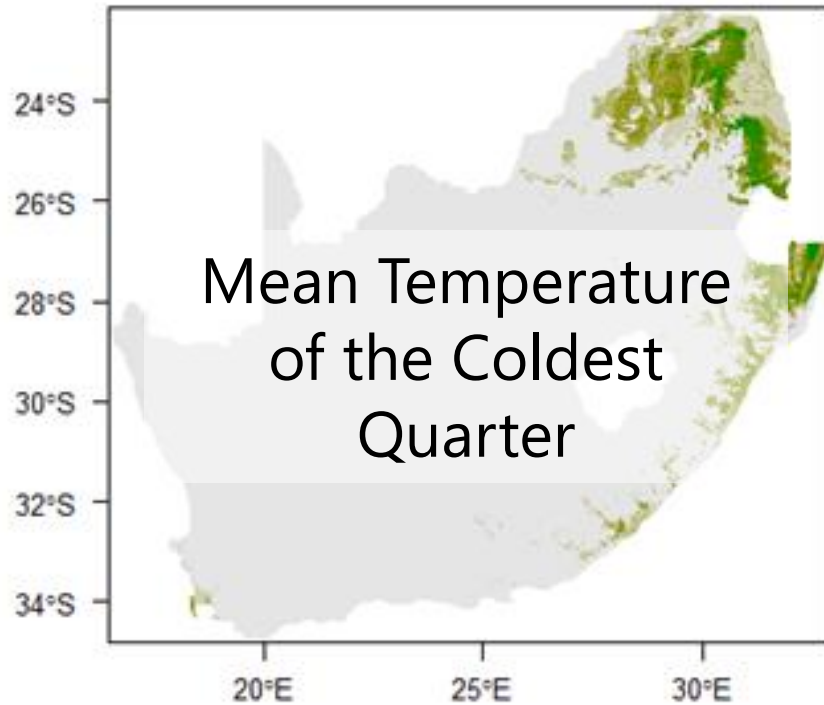 24°S
26°S
28°S
30°S
32°S
34°S
Mean Temperature
of the Coldest
Quarter
20°E
25°E
30°E